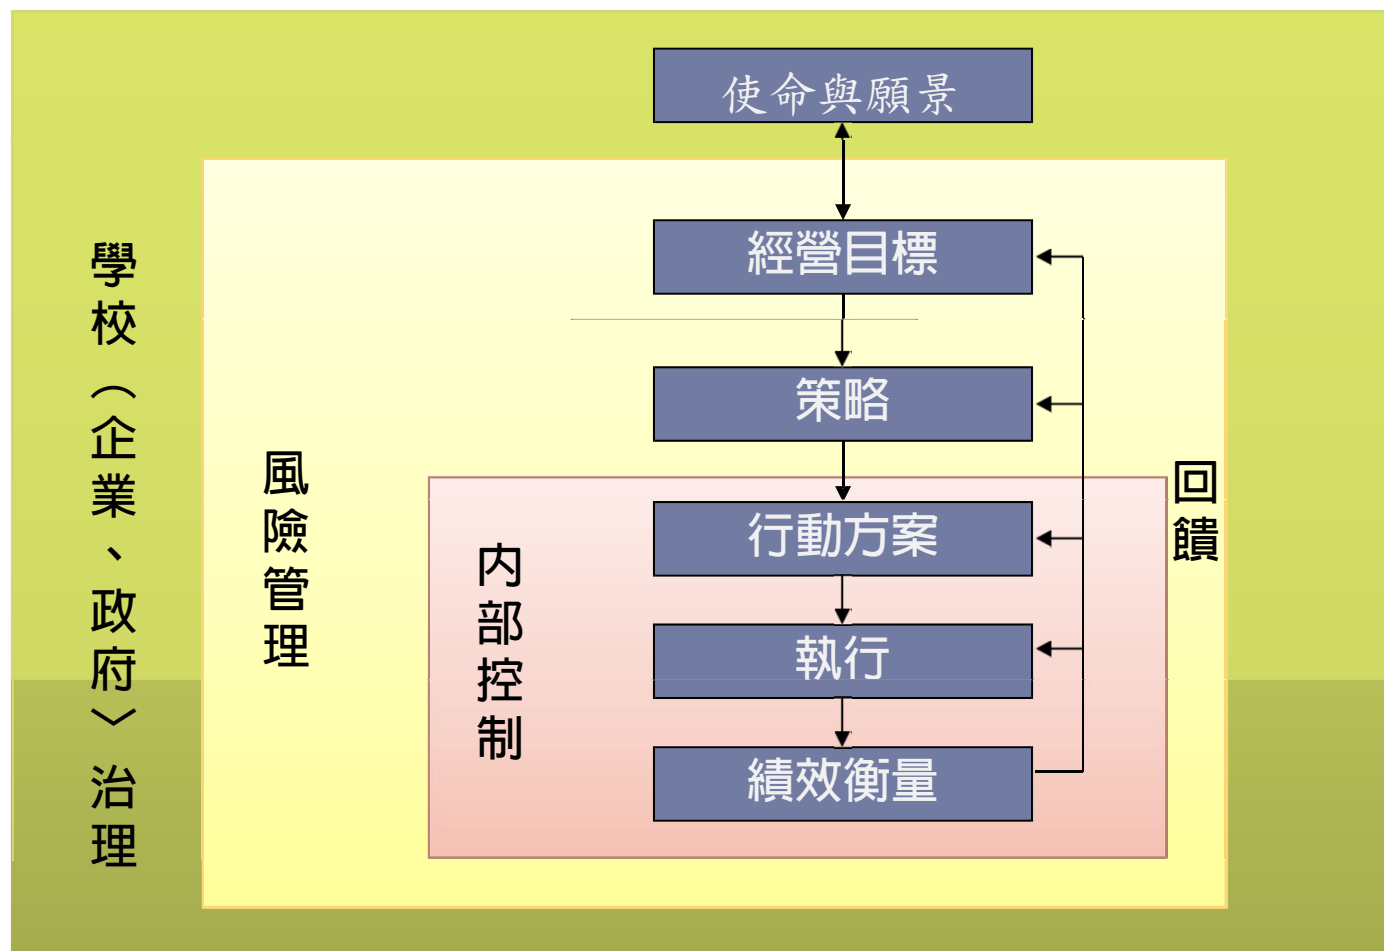 使命與願景
經營目標
策略
行動方案
執行
績效衡量
學校（企業、政府〉治理
風險管理
內部控制
回饋